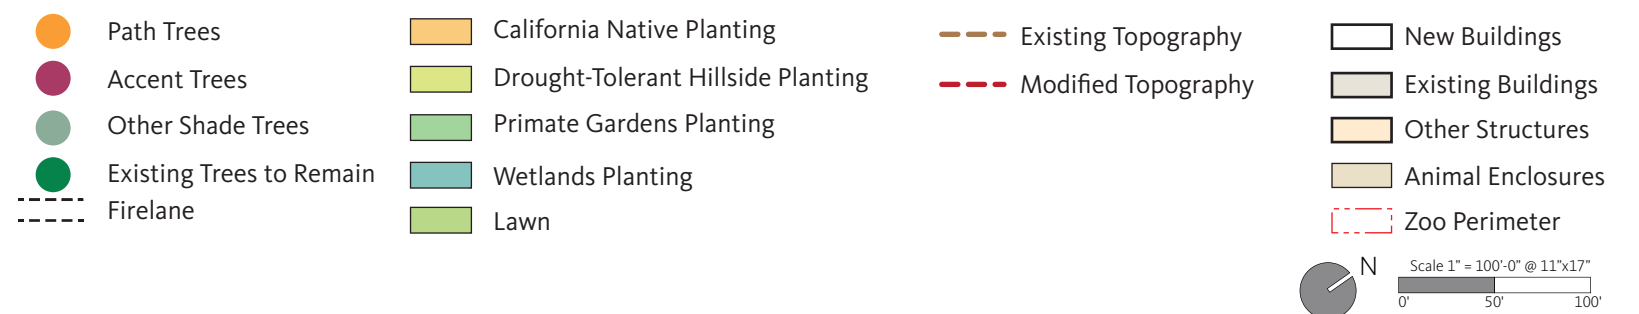 Path Trees
Accent Trees
Other Shade Trees
Existing Trees to Remain
Firelane
California Native Planting
Drought-Tolerant Hillside Planting
Primate Gardens Planting
Wetlands Planting
Lawn
Existing Topography
Modified Topography
New Buildings
Existing Buildings
Other Structures
Animal Enclosures
Zoo Perimeter
N
Scale 1" = 100'-0" @ 11"x17"
0' 50' 100'